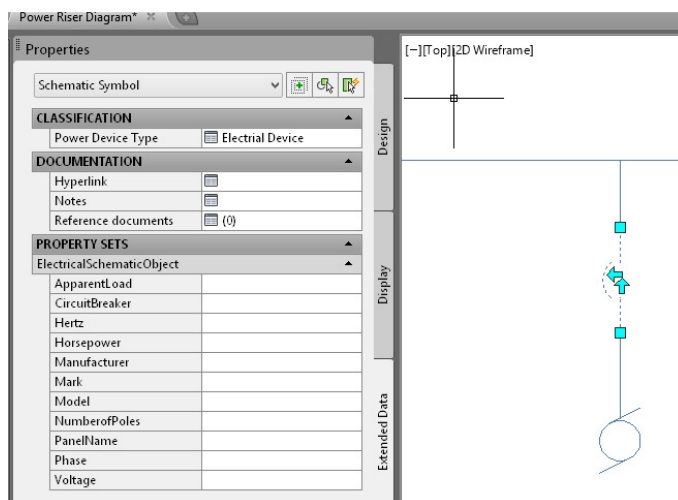 Power Riser Diagram*
Properties
[−][Top][2D Wireframe]
Schematic Symbol
CLASSIFICATION
Power Device Type Electrial Device
DOCUMENTATION
Hyperlink
Notes
Reference documents (0)
PROPERTY SETS
ElectricalSchematicObject
ApparentLoad
CircuitBreaker
Hertz
Horsepower
Manufacturer
Mark
Model
NumberofPoles
PanelName
Phase
Voltage
Design
Display
Extended Data